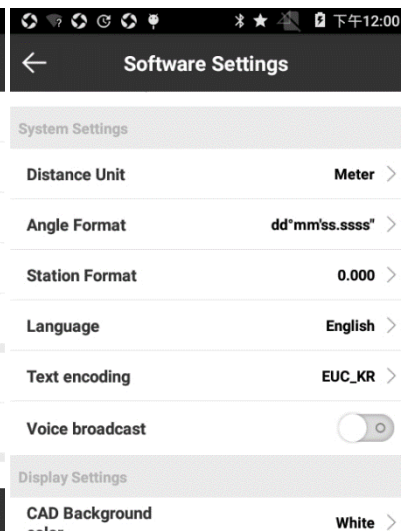 下午12:00
Software Settings
System Settings
Distance Unit Meter
Angle Format dd°mm'ss.ssss"
Station Format 0.000
Language English
Text encoding EUC_KR
Voice broadcast
Display Settings
CAD Background
White